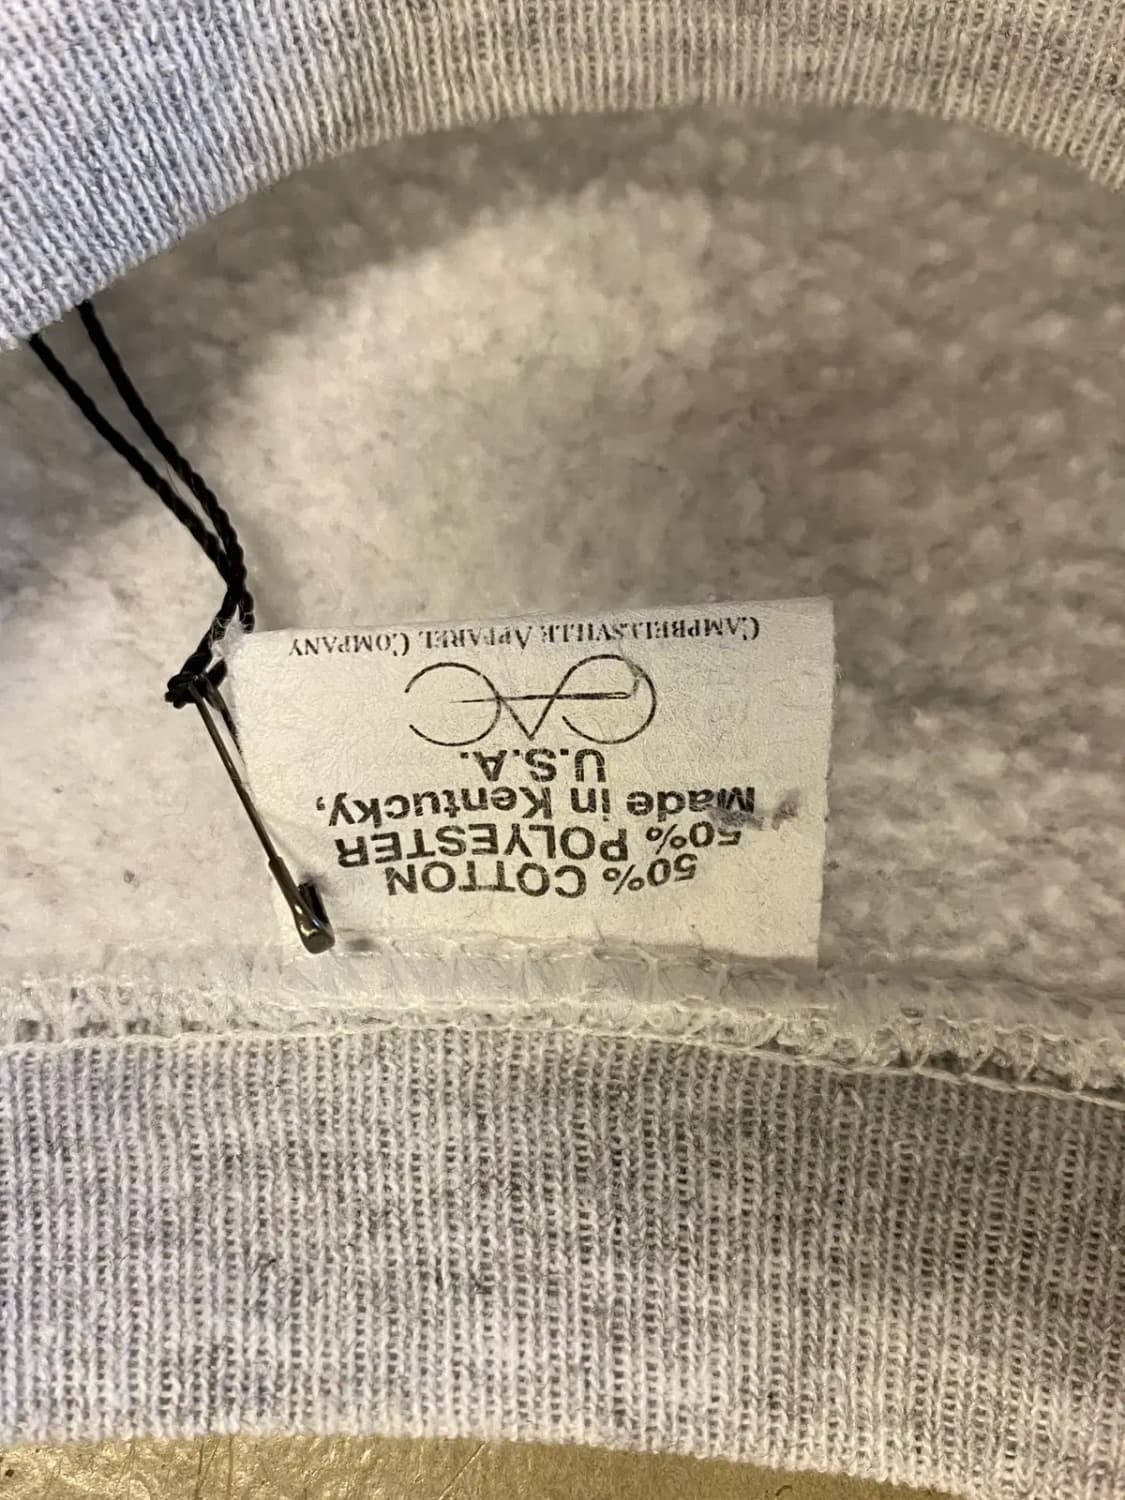 50% COTTON
50% POLYESTER
Made in Kentucky,
U.S.A.
CAC
CAMPBELLSVILLE APPAREL COMPANY